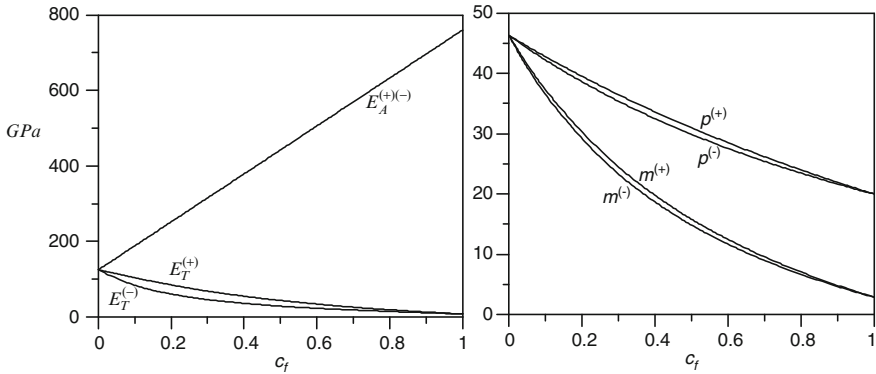 800
600
400
200
0
GPa
E_A^{(+)(−)}
E_T^{(+)}
E_T^{(−)}
0 0.2 0.4 0.6 0.8 1
c_f
50
40
30
20
10
0
p^{(+)}
p^{(-)}
m^{(+)}
m^{(-)}
0 0.2 0.4 0.6 0.8 1
c_f